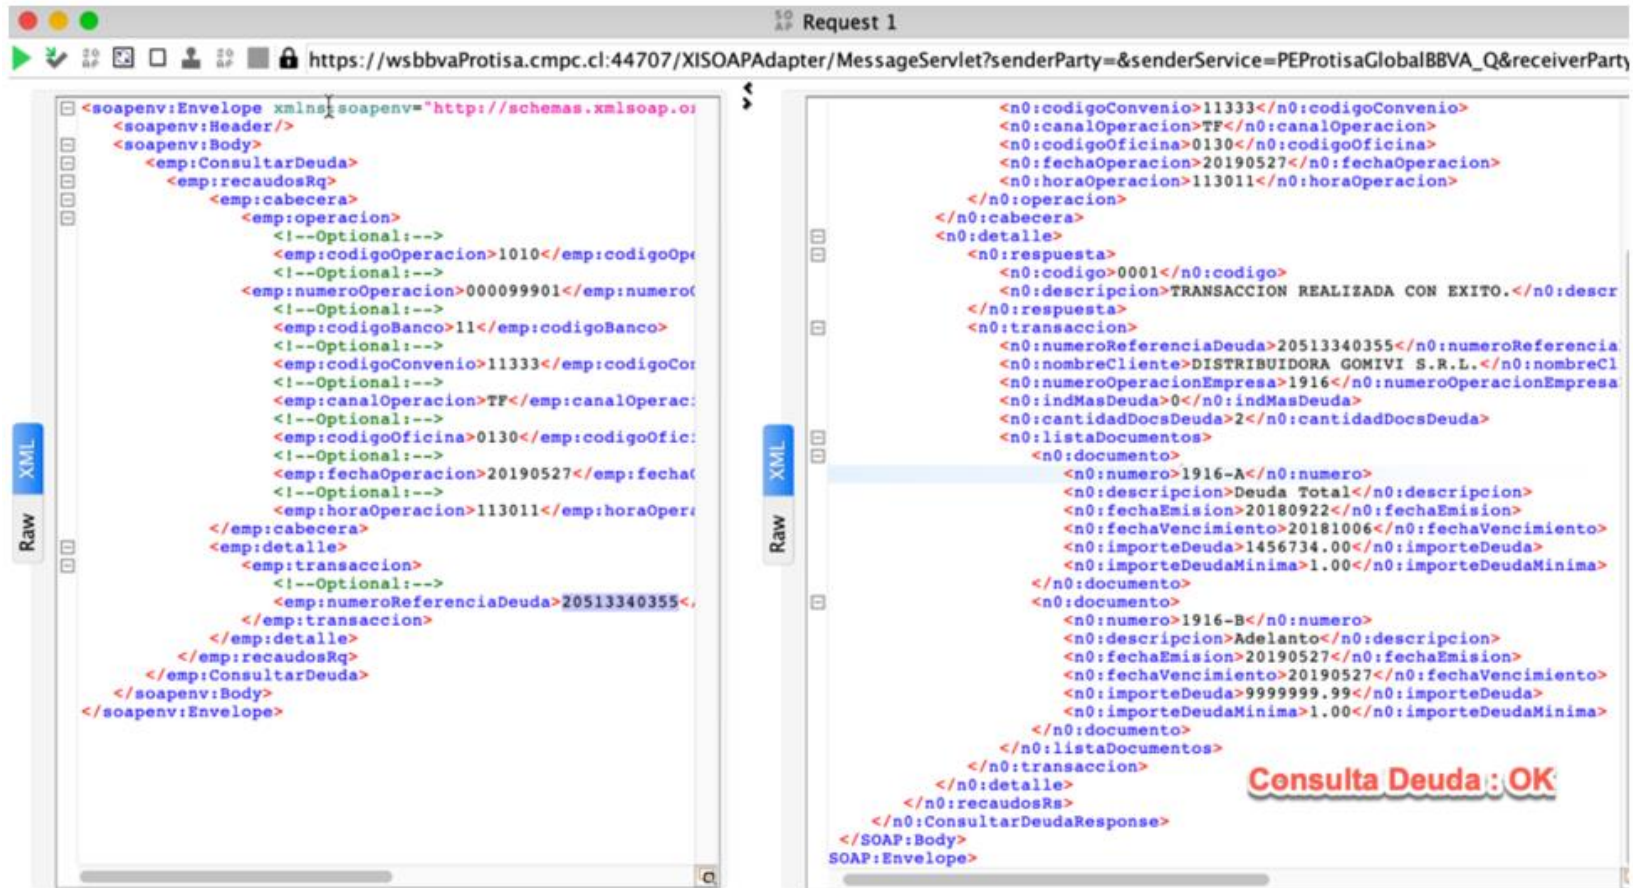 SO AP Request 1
https://wsbbvaProtisa.cmpc.cl:44707/XISOAPAdapter/MessageServlet?senderParty=&senderService=PEProtisaGlobalBBVA_Q&receiverParty
XML
Raw
<soapenv:Envelope xmlns:soapenv="http://schemas.xmlsoap.o
<soapenv:Header/>
<soapenv:Body>
<emp:ConsultarDeuda>
<emp:recaudosRq>
<emp:cabecera>
<emp:operacion>
<!--Optional:-->
<emp:codigoOperacion>1010</emp:codigoOpe
<!--Optional:-->
<emp:numeroOperacion>000099901</emp:numeroO
<!--Optional:-->
<emp:codigoBanco>11</emp:codigoBanco>
<!--Optional:-->
<emp:codigoConvenio>11333</emp:codigoCon
<!--Optional:-->
<emp:canalOperacion>TF</emp:canalOperaci
<!--Optional:-->
<emp:codigoOficina>0130</emp:codigoOfici
<!--Optional:-->
<emp:fechaOperacion>20190527</emp:fecha
<!--Optional:-->
<emp:horaOperacion>113011</emp:horaOpera
</emp:cabecera>
<emp:detalle>
<emp:transaccion>
<!--Optional:-->
<emp:numeroReferenciaDeuda>20513340355<
</emp:transaccion>
</emp:detalle>
</emp:recaudosRq>
</emp:ConsultarDeuda>
</soapenv:Body>
</soapenv:Envelope>
XML
Raw
<n0:codigoConvenio>11333</n0:codigoConvenio>
<n0:canalOperacion>TF</n0:canalOperacion>
<n0:codigoOficina>0130</n0:codigoOficina>
<n0:fechaOperacion>20190527</n0:fechaOperacion>
<n0:horaOperacion>113011</n0:horaOperacion>
</n0:operacion>
</n0:cabecera>
<n0:detalle>
<n0:respuesta>
<n0:codigo>0001</n0:codigo>
<n0:descripcion>TRANSACCION REALIZADA CON EXITO.</n0:descr
</n0:respuesta>
<n0:transaccion>
<n0:numeroReferenciaDeuda>20513340355</n0:numeroReferencia
<n0:nombreCliente>DISTRIBUIDORA GOMIVI S.R.L.</n0:nombreCl
<n0:numeroOperacionEmpresa>1916</n0:numeroOperacionEmpresa
<n0:indMasDeuda>0</n0:indMasDeuda>
<n0:cantidadDocsDeuda>2</n0:cantidadDocsDeuda>
<n0:listaDocumentos>
<n0:documento>
<n0:numero>1916-A</n0:numero>
<n0:descripcion>Deuda Total</n0:descripcion>
<n0:fechaEmision>20180922</n0:fechaEmision>
<n0:fechaVencimiento>20181006</n0:fechaVencimiento>
<n0:importeDeuda>1456734.00</n0:importeDeuda>
<n0:importeDeudaMinima>1.00</n0:importeDeudaMinima>
</n0:documento>
<n0:documento>
<n0:numero>1916-B</n0:numero>
<n0:descripcion>Adelanto</n0:descripcion>
<n0:fechaEmision>20190527</n0:fechaEmision>
<n0:fechaVencimiento>20190527</n0:fechaVencimiento>
<n0:importeDeuda>9999999.99</n0:importeDeuda>
<n0:importeDeudaMinima>1.00</n0:importeDeudaMinima>
</n0:documento>
</n0:listaDocumentos>
</n0:transaccion>
</n0:detalle>
</n0:recaudosRs>
</n0:ConsultarDeudaResponse>
</SOAP:Body>
SOAP:Envelope>
Consulta Deuda : OK